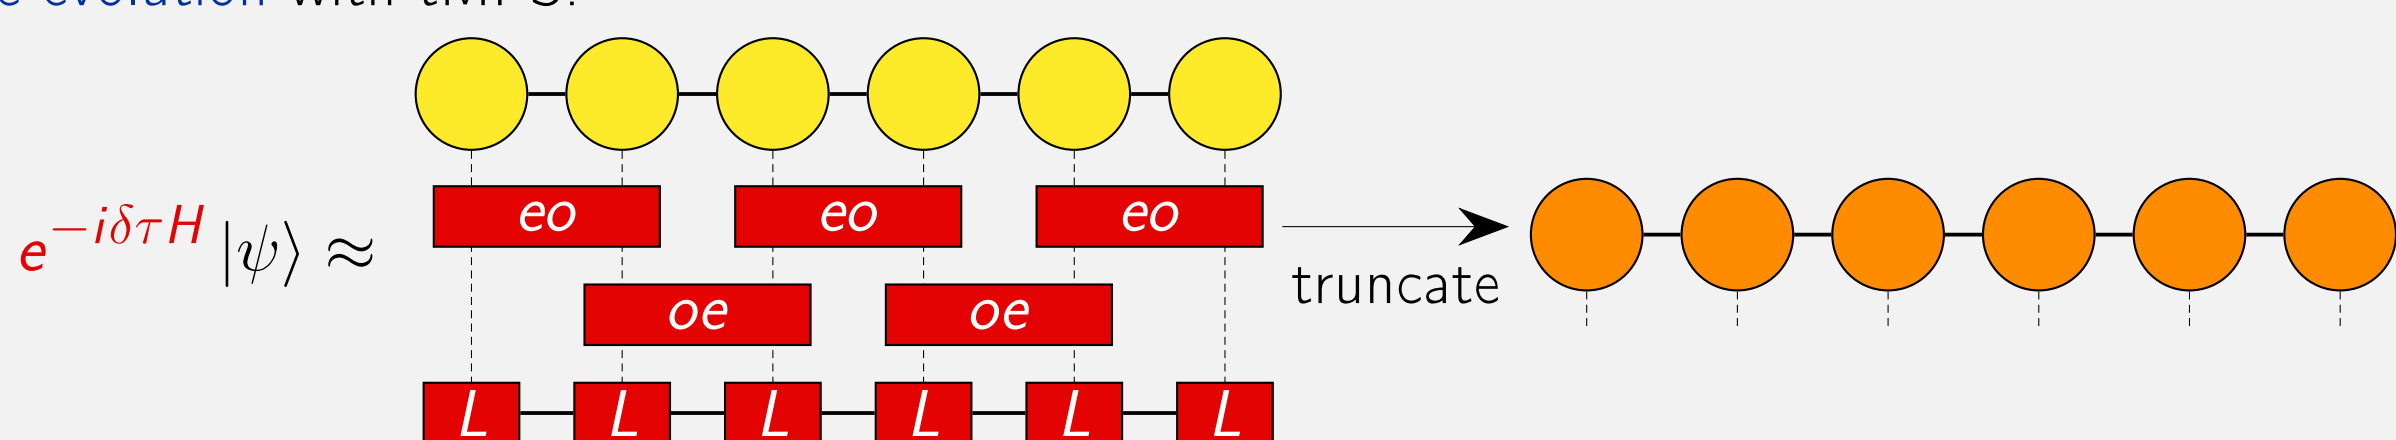 e evolution with tMPS:
eo eo eo
e^{-iδτH} |ψ⟩ ≈
truncate
oe oe
L L L L L L